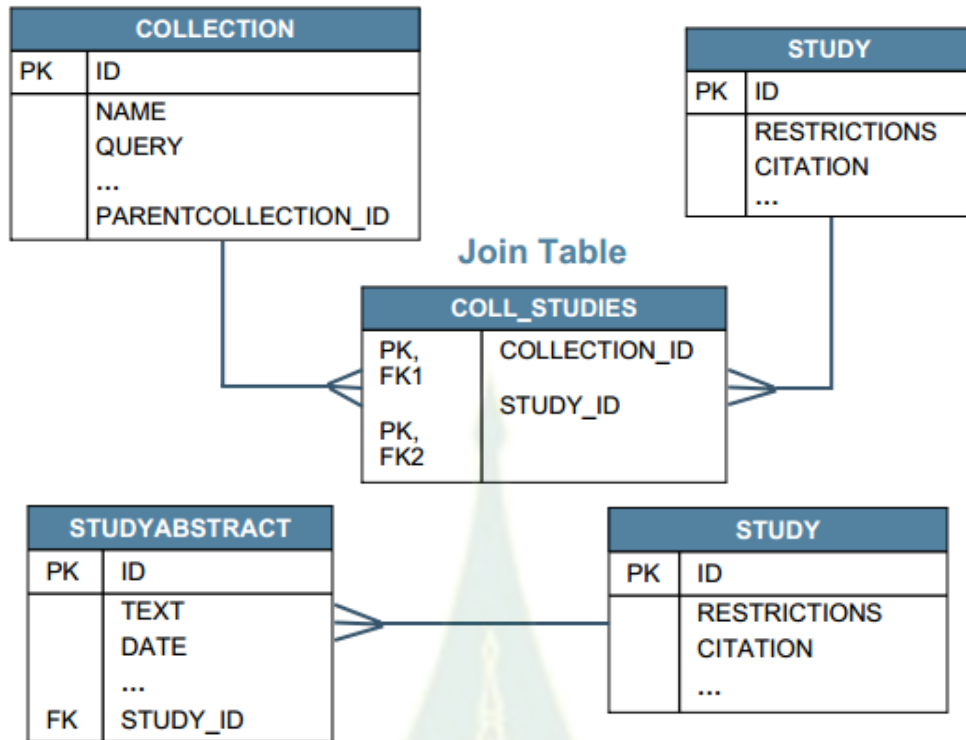 COLLECTION
PK ID
NAME
QUERY
...
PARENTCOLLECTION_ID
STUDY
PK ID
RESTRICTIONS
CITATION
...
Join Table
COLL_STUDIES
PK, COLLECTION_ID
FK1
STUDY_ID
PK,
FK2
STUDYABSTRACT
PK ID
TEXT
DATE
...
FK STUDY_ID
STUDY
PK ID
RESTRICTIONS
CITATION
...